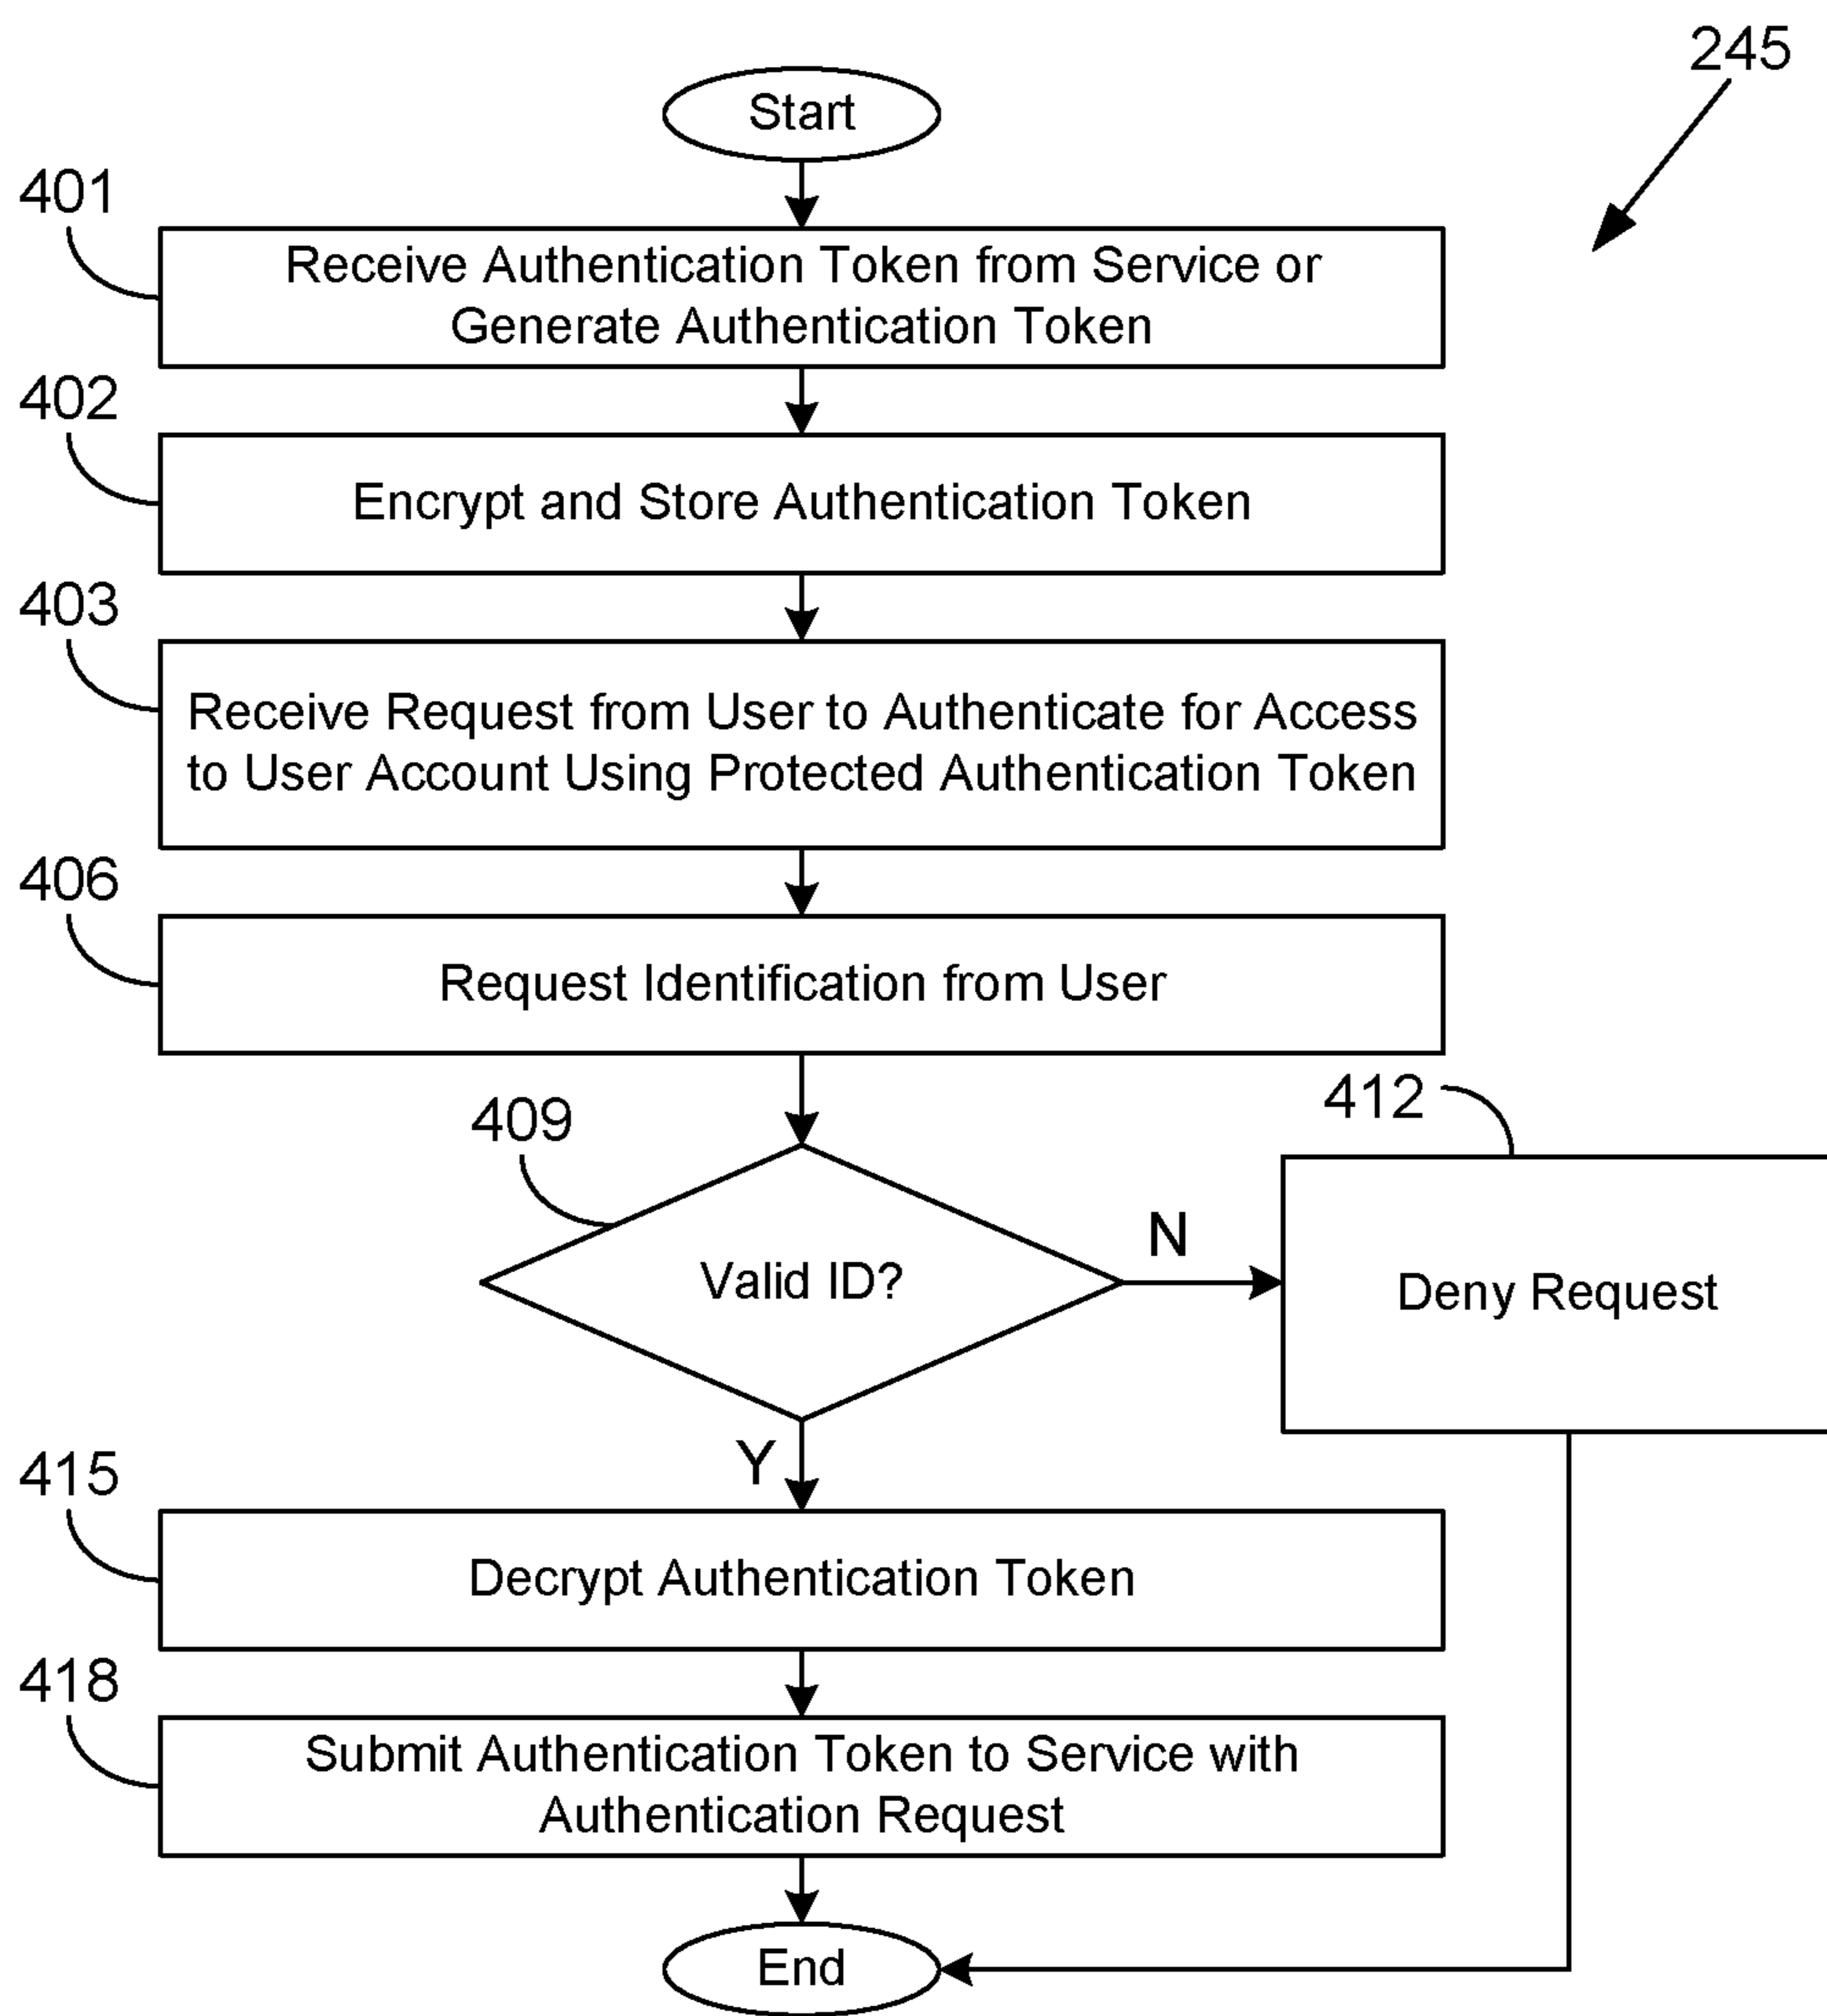 245
Start
401
Receive Authentication Token from Service or
Generate Authentication Token
402
Encrypt and Store Authentication Token
403
Receive Request from User to Authenticate for Access
to User Account Using Protected Authentication Token
406
Request Identification from User
409
Valid ID?
N
412
Deny Request
Y
415
Decrypt Authentication Token
418
Submit Authentication Token to Service with
Authentication Request
End